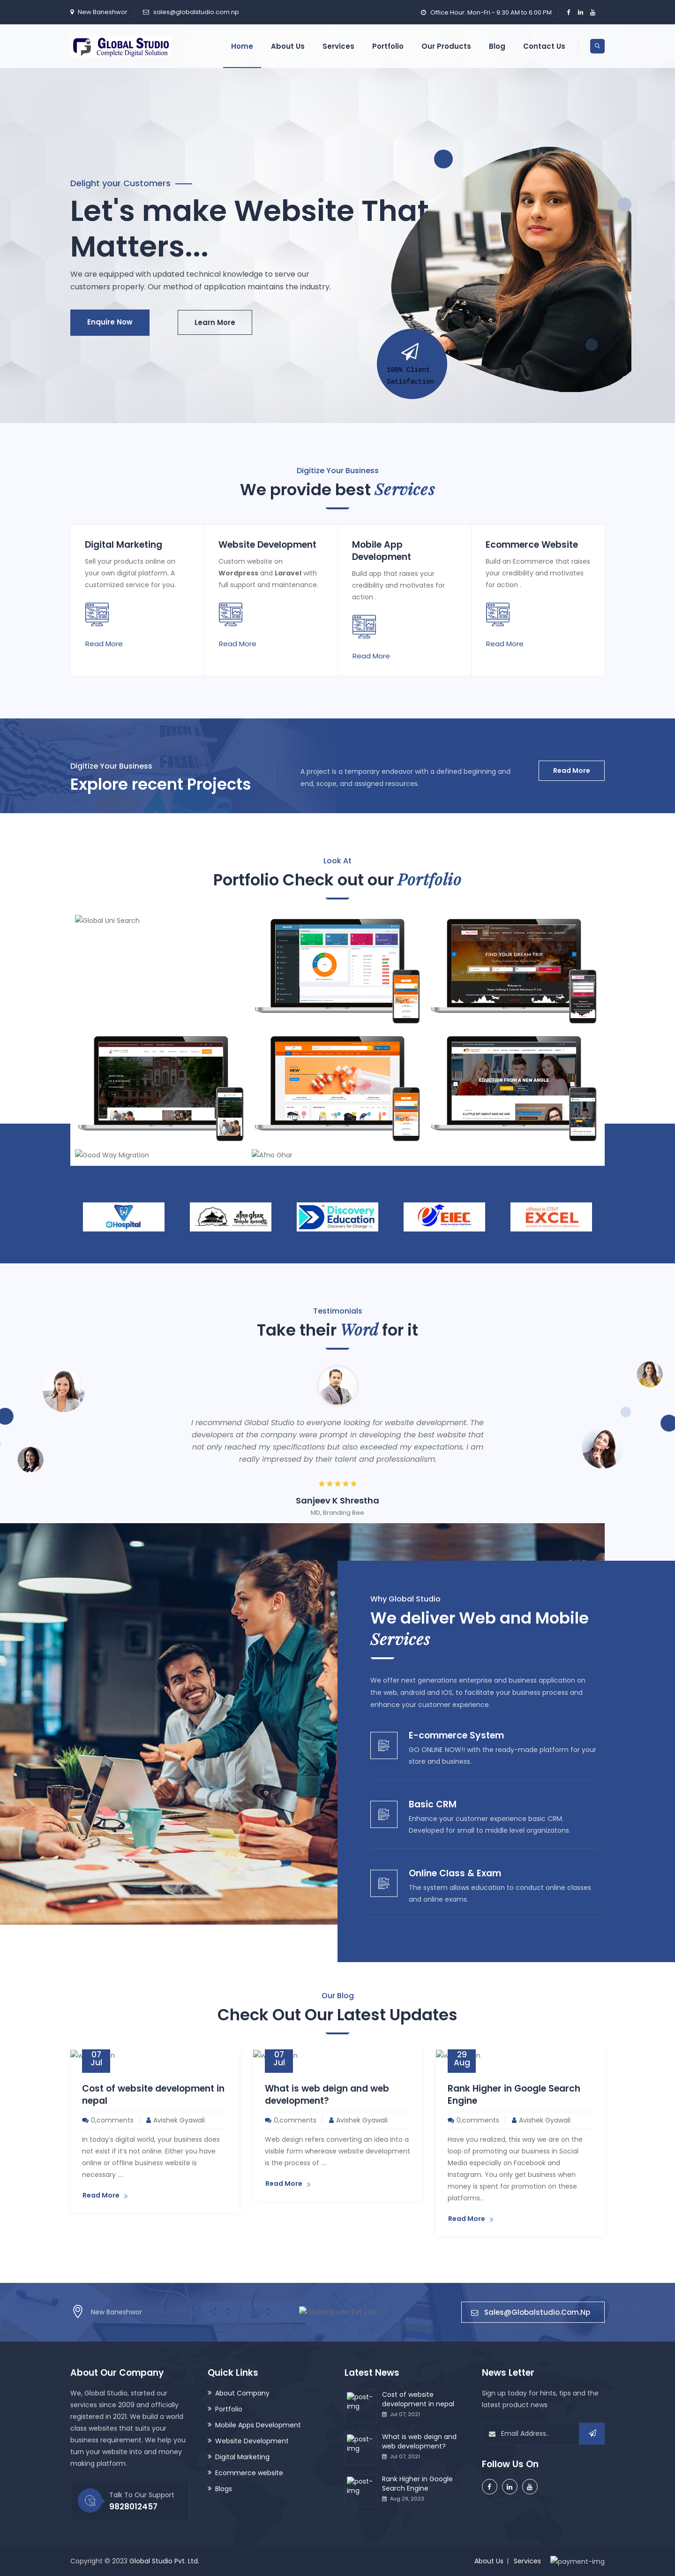 New Baneshwor
sales@globalstudio.com.np
Office Hour: Mon-Fri - 9:30 AM to 6:00 PM
GLOBAL STUDIO
Complete Digital Solution
Home
About Us
Services
Portfolio
Our Products
Blog
Contact Us
Delight your Customers
Let's make Website That
Matters...
We are equipped with updated technical knowledge to serve our
customers properly. Our method of application maintains the industry.
Enquire Now
Learn More
100% Client
Satisfaction
Digitize Your Business
We provide best Services
Digital Marketing
Sell your products online on
your own digital platform. A
customized service for you.
Read More
Website Development
Custom website on
Wordpress and Laravel with
full support and maintenance.
Read More
Mobile App
Development
Build app that raises your
credibility and motivates for
action .
Read More
Ecommerce Website
Build an Ecommerce that raises
your credibility and motivates
for action .
Read More
Digitize Your Business
Explore recent Projects
A project is a temporary endeavor with a defined beginning and
end, scope, and assigned resources.
Read More
Look At
Portfolio Check out our Portfolio
Global Uni Search
FIND YOUR DREAM TRIP
NEW
EDUCTION A NEW ANGLE
Good Way Migration
Afno Ghar
Hospital
Discovery
Education
Discovery for Change
EIEC
EXCEL
Testimonials
Take their Word for it
I recommend Global Studio to everyone looking for website development. The
developers at the company were prompt in developing the best website that
not only reached my specifications but also exceeded my expectations. I am
really impressed by their talent and professionalism.
Sanjeev K Shrestha
MD, Branding Bee
Why Global Studio
We deliver Web and Mobile
Services
We offer next generations enterprise and business application on
the web, android and IOS, to facilitate your business process and
enhance your customer experience.
E-commerce System
GO ONLINE NOW!! with the ready-made platform for your
store and business.
Basic CRM
Enhance your customer experience basic CRM.
Developed for small to middle level organizatons.
Online Class & Exam
The system allows education to conduct online classes
and online exams.
Our Blog
Check Out Our Latest Updates
07
Jul
Cost of website development in
nepal
0,comments
Avishek Gyawali
In today's digital world, your business does
not exist if it's not online. Either you have
online or offline business website is
necessary ....
Read More
07
Jul
What is web deign and web
development?
0,comments
Avishek Gyawali
Web design refers converting an idea into a
visible form wherease website development
is the process of ....
Read More
29
Aug
Rank Higher in Google Search
Engine
0,comments
Avishek Gyawali
Have you realized, this way we are on the
loop of promoting our business in Social
Media especially on Facebook and
Instagram. You only get business when
money is spent for promotion on these
platforms..
Read More
New Baneshwor
Global Studio Pvt. Ltd.
Sales@Globalstudio.Com.Np
About Our Company
We, Global Studio, started our
services since 2009 and officially
registered in 2021. We build a world
class websites that suits your
business requirement. We help you
turn your website into and money
making platform.
Talk To Our Support
9828012457
Quick Links
About Company
Portfolio
Mobile Apps Development
Website Development
Digital Marketing
Ecommerce website
Blogs
Latest News
post-
img
Cost of website
development in nepal
Jul 07, 2021
post-
img
What is web deign and
web development?
Jul 07, 2021
post-
img
Rank Higher in Google
Search Engine
Aug 29, 2023
News Letter
Sign up today for hints, tips and the
latest product news
Email Address..
Follow Us On
Copyright © 2023 Global Studio Pvt. Ltd.
About Us | Services
payment-img